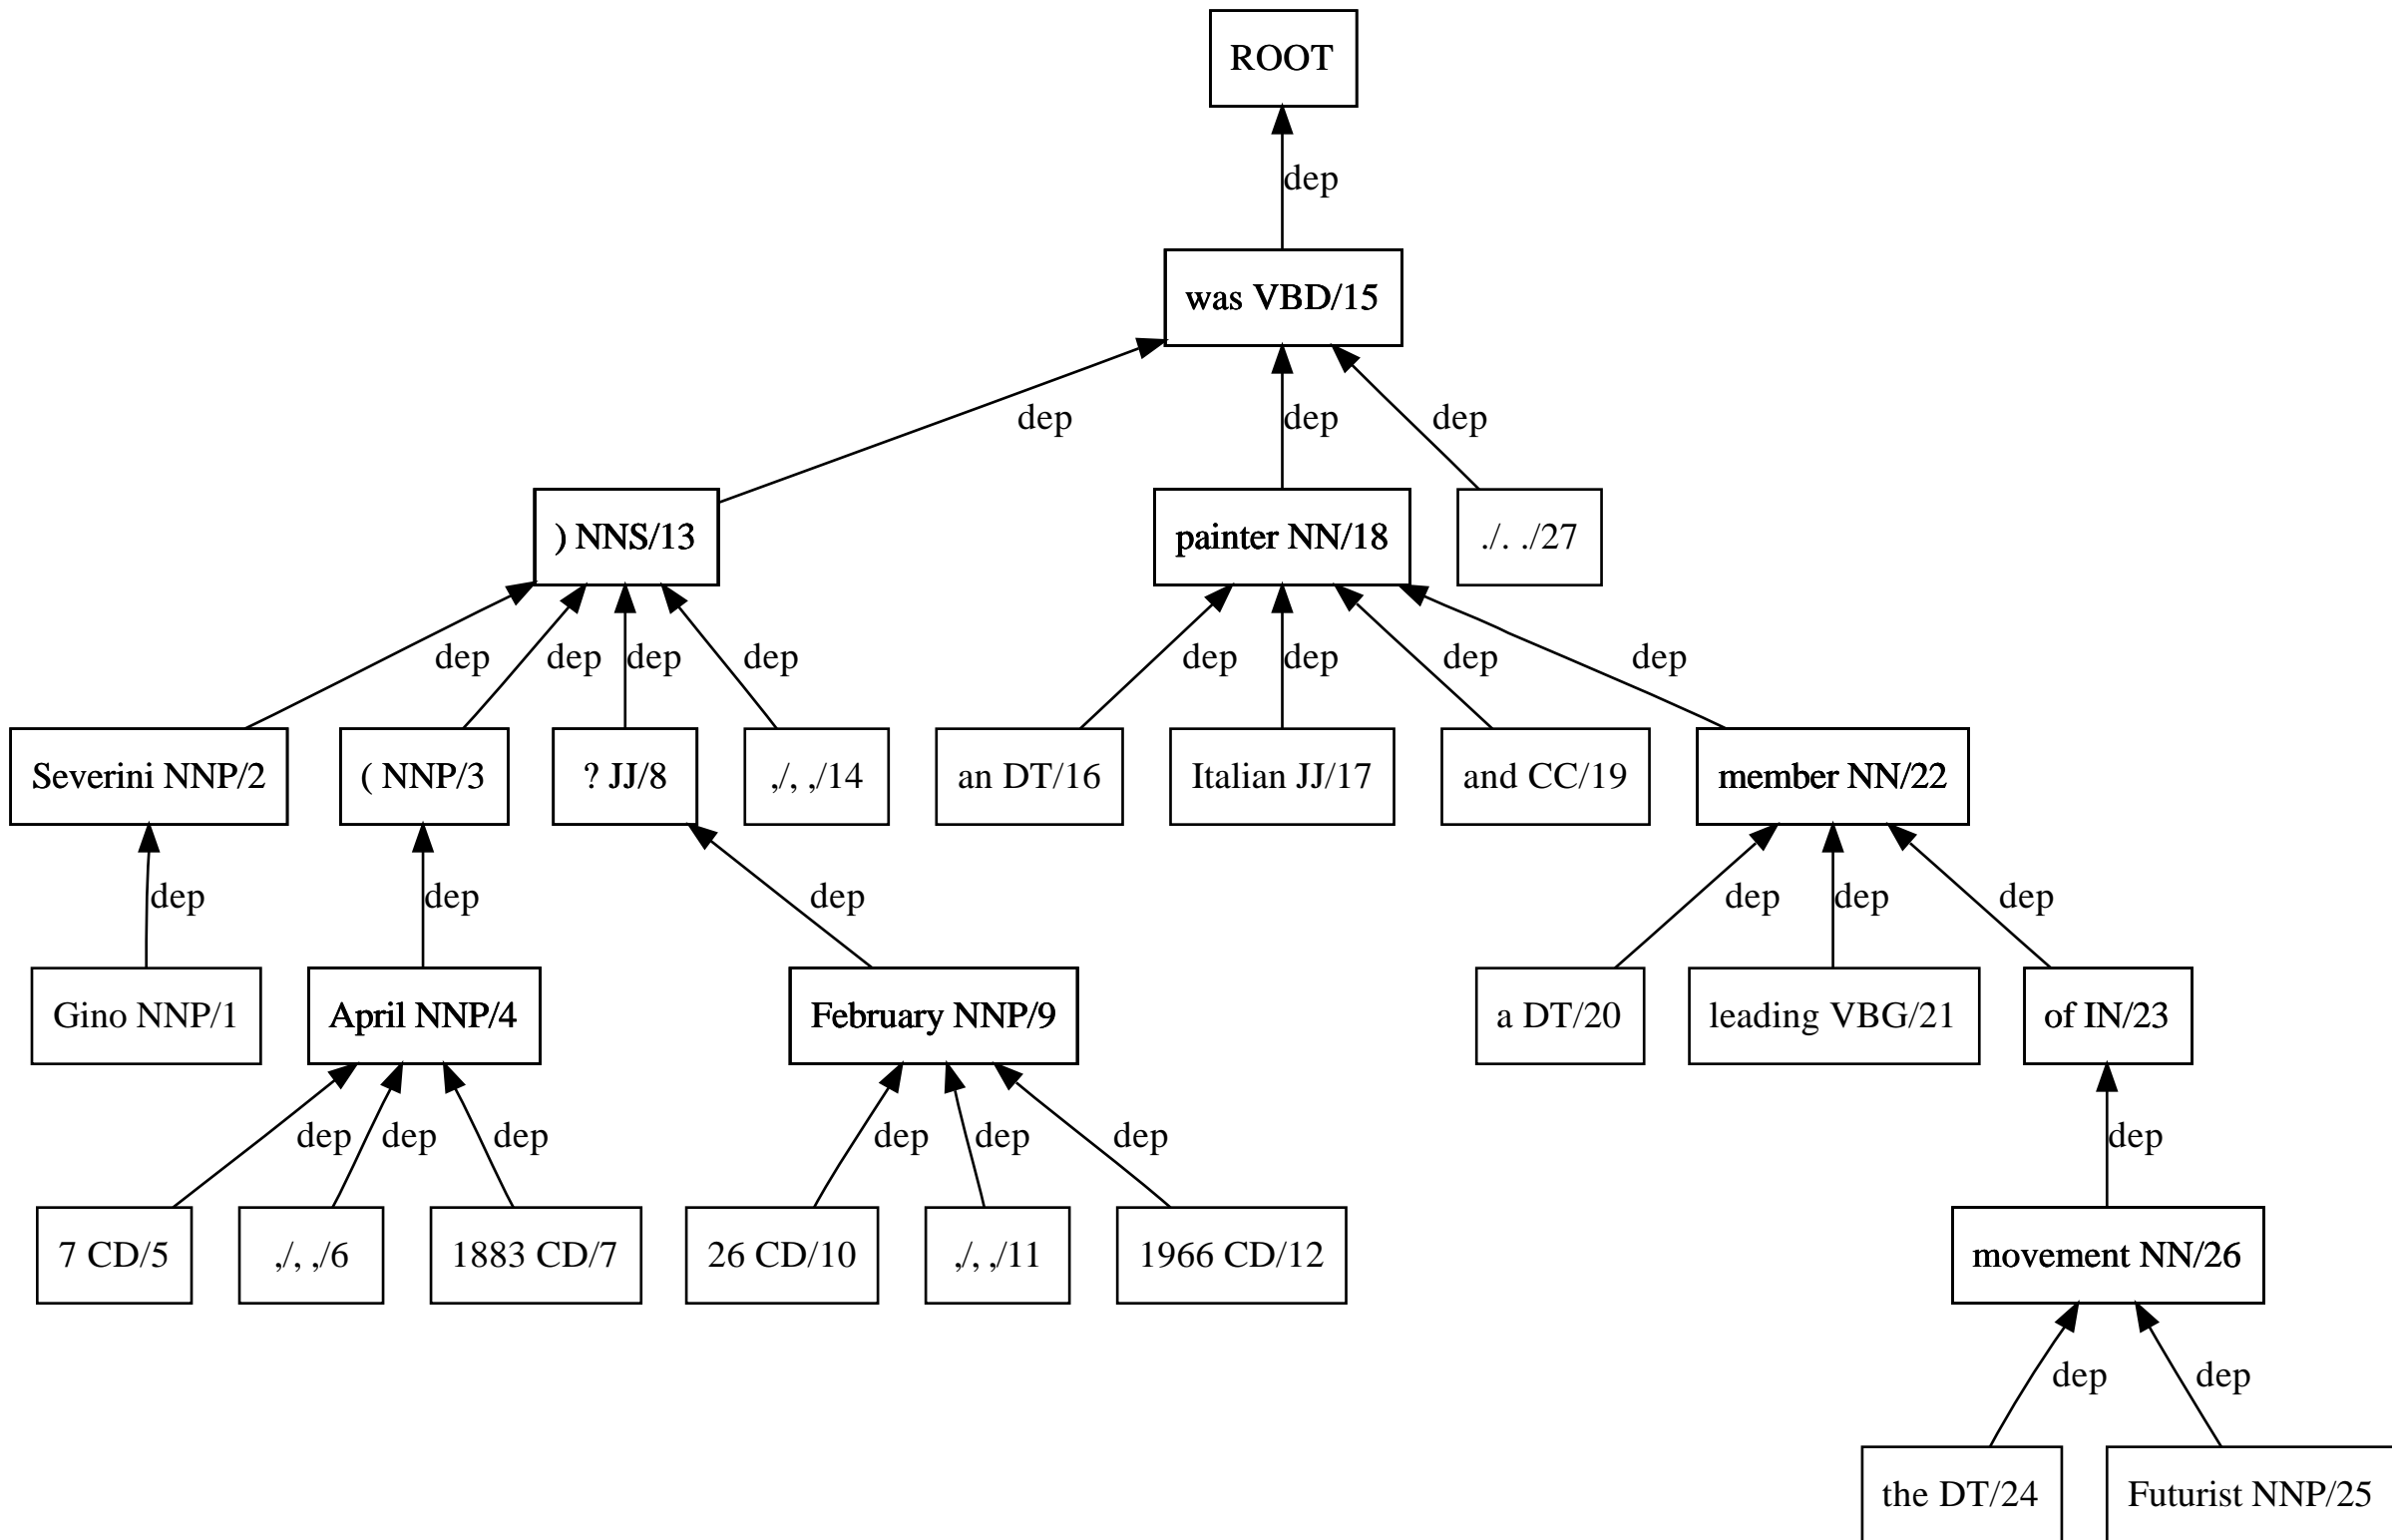 ROOT
dep
was VBD/15
dep dep dep
) NNS/13 painter NN/18 ./. ./27
dep dep dep dep dep dep dep dep
Severini NNP/2 ( NNP/3 ? JJ/8 ,/, ,/14 an DT/16 Italian JJ/17 and CC/19 member NN/22
dep dep dep dep dep dep
Gino NNP/1 April NNP/4 February NNP/9 a DT/20 leading VBG/21 of IN/23
dep dep dep dep dep dep dep
7 CD/5 ,/, ,/6 1883 CD/7 26 CD/10 ,/, ,/11 1966 CD/12 movement NN/26
dep dep
the DT/24 Futurist NNP/25